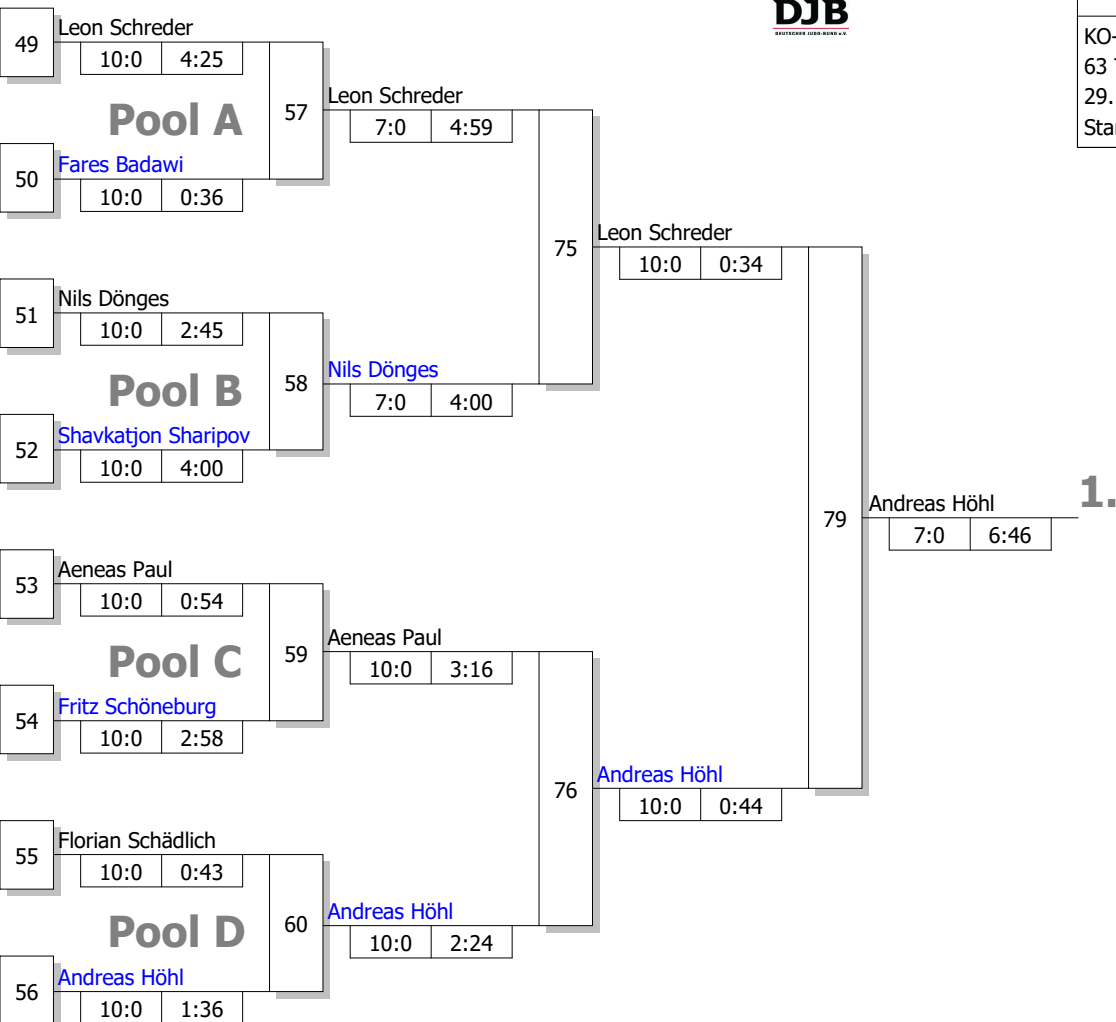 DJB
DEUTSCHER JUDO-BUND e.V.
KO-
63
29.
Star
49
Leon Schreder
10:0 4:25
Pool A
57
Leon Schreder
7:0 4:59
50
Fares Badawi
10:0 0:36
75
Leon Schreder
10:0 0:34
51
Nils Dönges
10:0 2:45
Pool B
58
Nils Dönges
7:0 4:00
52
Shavkatjon Sharipov
10:0 4:00
79
Andreas Höhl
7:0 6:46
1.
53
Aeneas Paul
10:0 0:54
Pool C
59
Aeneas Paul
10:0 3:16
54
Fritz Schöneburg
10:0 2:58
76
Andreas Höhl
10:0 0:44
55
Florian Schädlich
10:0 0:43
Pool D
60
Andreas Höhl
10:0 2:24
56
Andreas Höhl
10:0 1:36